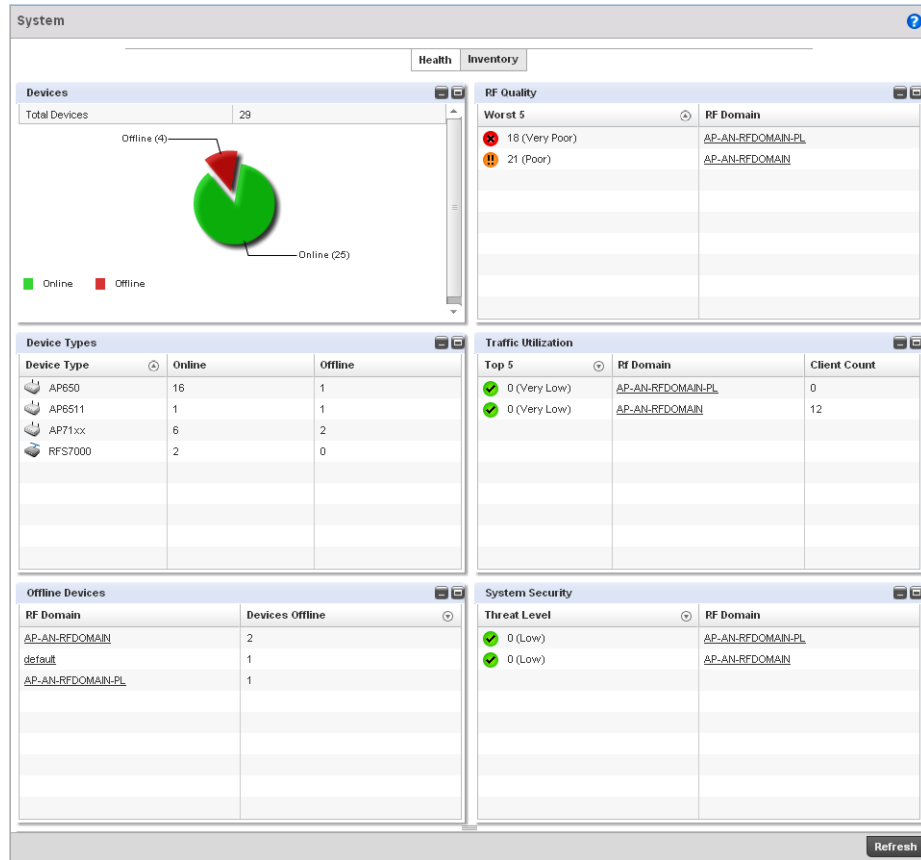 System
?
Health Inventory
Devices
Total Devices 29
Offline (4)
Online (25)
Online Offline
RF Quality
Worst 5 RF Domain
18 (Very Poor) AP-AN-RFDOMAIN-PL
21 (Poor) AP-AN-RFDOMAIN
Device Types
Device Type Online Offline
AP650 16 1
AP6511 1 1
AP71xx 6 2
RFS7000 2 0
Traffic Utilization
Top 5 Rf Domain Client Count
0 (Very Low) AP-AN-RFDOMAIN-PL 0
0 (Very Low) AP-AN-RFDOMAIN 12
Offline Devices
RF Domain Devices Offline
AP-AN-RFDOMAIN 2
default 1
AP-AN-RFDOMAIN-PL 1
System Security
Threat Level RF Domain
0 (Low) AP-AN-RFDOMAIN-PL
0 (Low) AP-AN-RFDOMAIN
Refresh